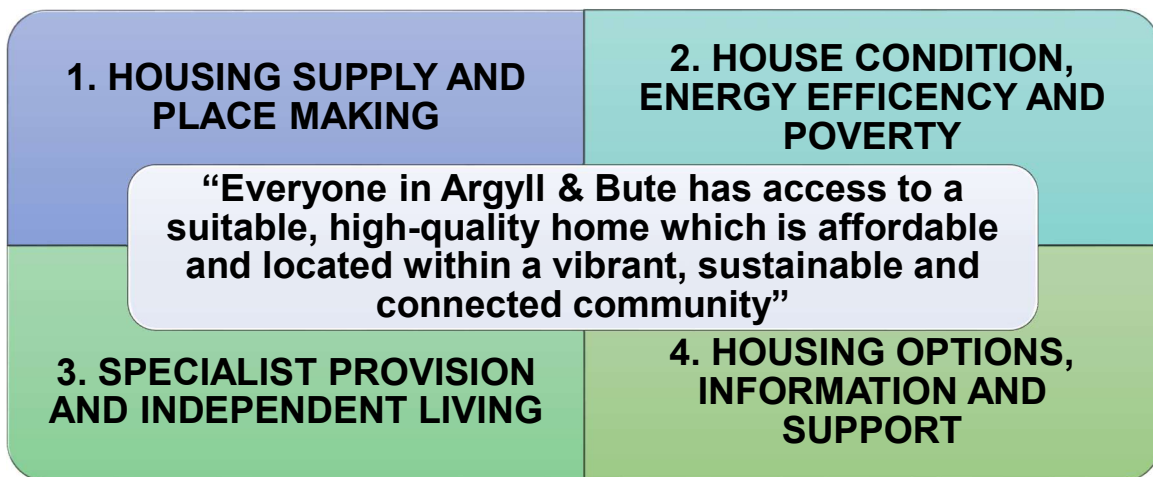 1. HOUSING SUPPLY AND
PLACE MAKING
2. HOUSE CONDITION,
ENERGY EFFICENCY AND
POVERTY
“Everyone in Argyll & Bute has access to a
suitable, high-quality home which is affordable
and located within a vibrant, sustainable and
connected community”
3. SPECIALIST PROVISION
AND INDEPENDENT LIVING
4. HOUSING OPTIONS,
INFORMATION AND
SUPPORT